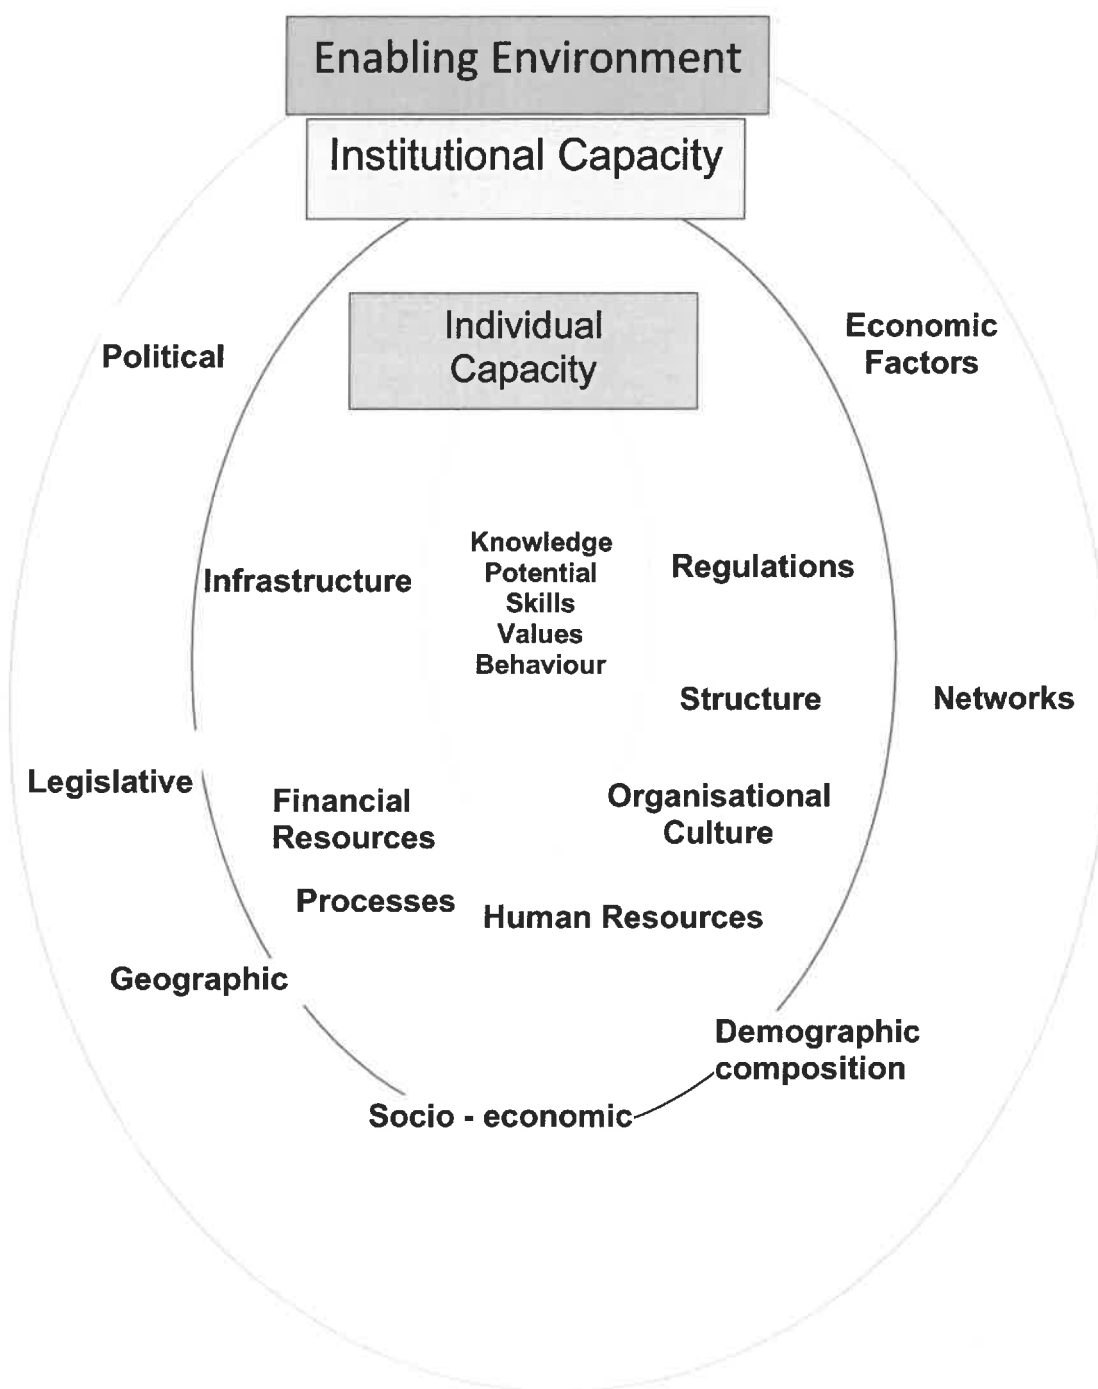 Enabling Environment
Institutional Capacity
Individual
Capacity
Political
Economic
Factors
Infrastructure
Knowledge
Potential
Skills
Values
Behaviour
Regulations
Structure
Networks
Legislative
Financial
Resources
Organisational
Culture
Processes
Human Resources
Geographic
Demographic
composition
Socio - economic